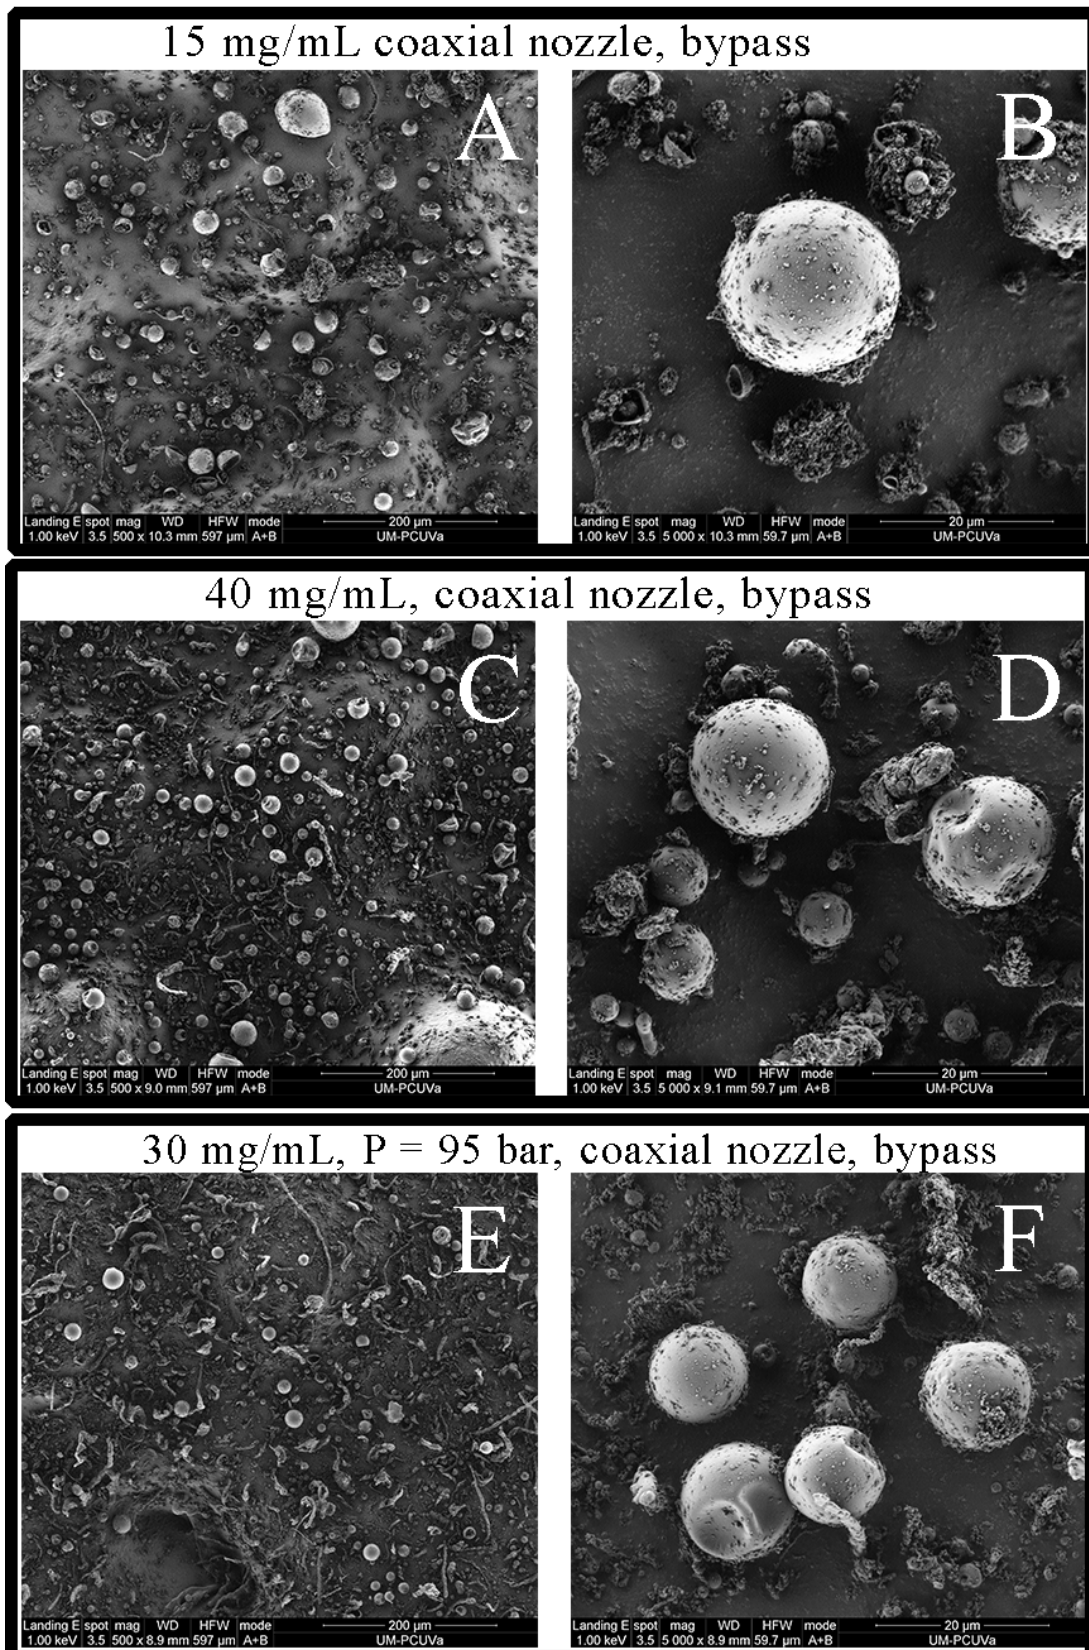 15 mg/mL coaxial nozzle, bypass
A
B
Landing E spot mag WD HFW mode 200 µm
1.00 keV 3.5 500 x 10.3 mm 597 µm A+B UM-PCUVa
Landing E spot mag WD HFW mode 20 µm
1.00 keV 3.5 5 000 x 10.3 mm 59.7 µm A+B UM-PCUVa
40 mg/mL, coaxial nozzle, bypass
C
D
Landing E spot mag WD HFW mode 200 µm
1.00 keV 3.5 500 x 9.0 mm 597 µm A+B UM-PCUVa
Landing E spot mag WD HFW mode 20 µm
1.00 keV 3.5 5 000 x 9.1 mm 59.7 µm A+B UM-PCUVa
30 mg/mL, P = 95 bar, coaxial nozzle, bypass
E
F
Landing E spot mag WD HFW mode 200 µm
1.00 keV 3.5 500 x 8.9 mm 597 µm A+B UM-PCUVa
Landing E spot mag WD HFW mode 20 µm
1.00 keV 3.5 5 000 x 8.9 mm 59.7 µm A+B UM-PCUVa